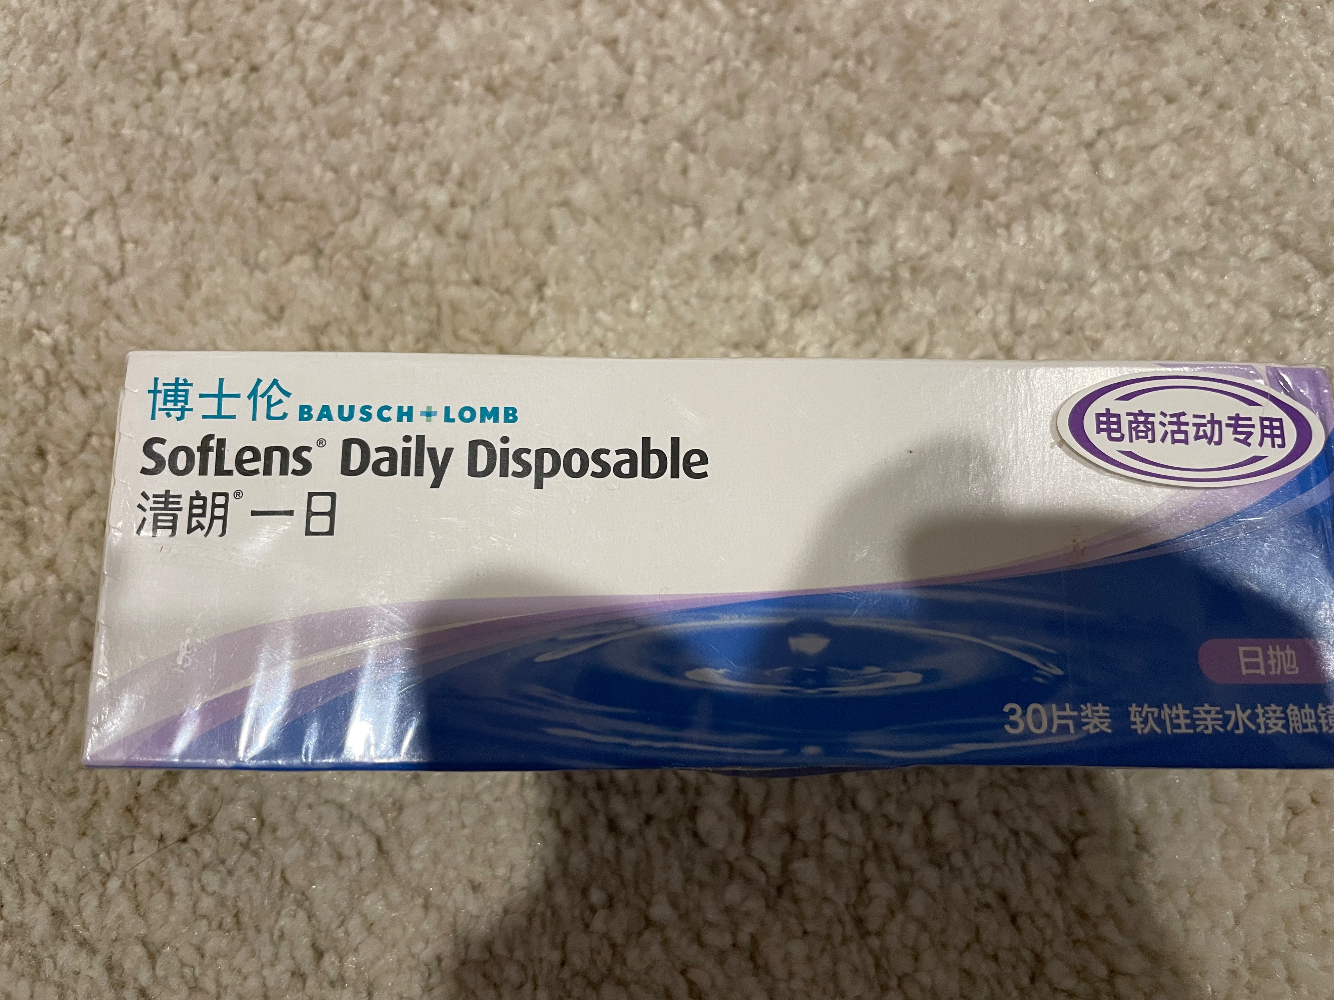 博士伦 BAUSCH+LOMB
SofLens® Daily Disposable
清朗®一日
电商活动专用
日抛
30片装 软性亲水接触镜